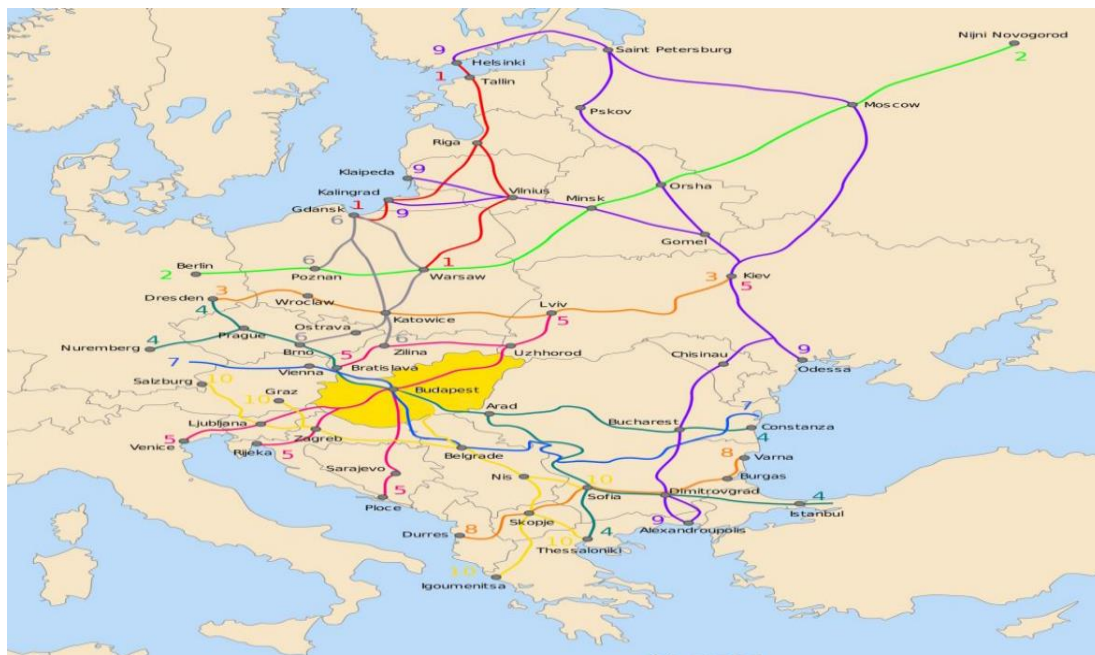 Nijni Novogorod
2
9
Saint Petersburg
Helsinki
1
Tallin
Moscow
Pskov
Riga
Klaipeda
9
Orsha
Kalingrad
Vilnius
Minsk
1
9
Gdansk
6
Gomel
6
1
3
Kiev
5
2
Berlin
Poznan
Warsaw
Dresden
3
Wroclaw
Lviv
4
Katowice
5
Ostrava
Prague
6
6
4
Nuremberg
Brno
Zilina
Uzhhorod
5
Chisinau
9
7
Bratislava
Odessa
Vienna
Salzburg
10
Budapest
Graz
10
Arad
7
Ljubljana
Bucharest
Constanza
4
Zagreb
Venice
5
Rijeka
5
Belgrade
8
Varna
Sarajevo
Nis
10
Burgas
Sofia
Dimitrovgrad
5
Ploce
4
Istanbul
Skopje
9
Alexandroupolis
Durres
8
4
10
Thessaloniki
10
Igoumenitsa